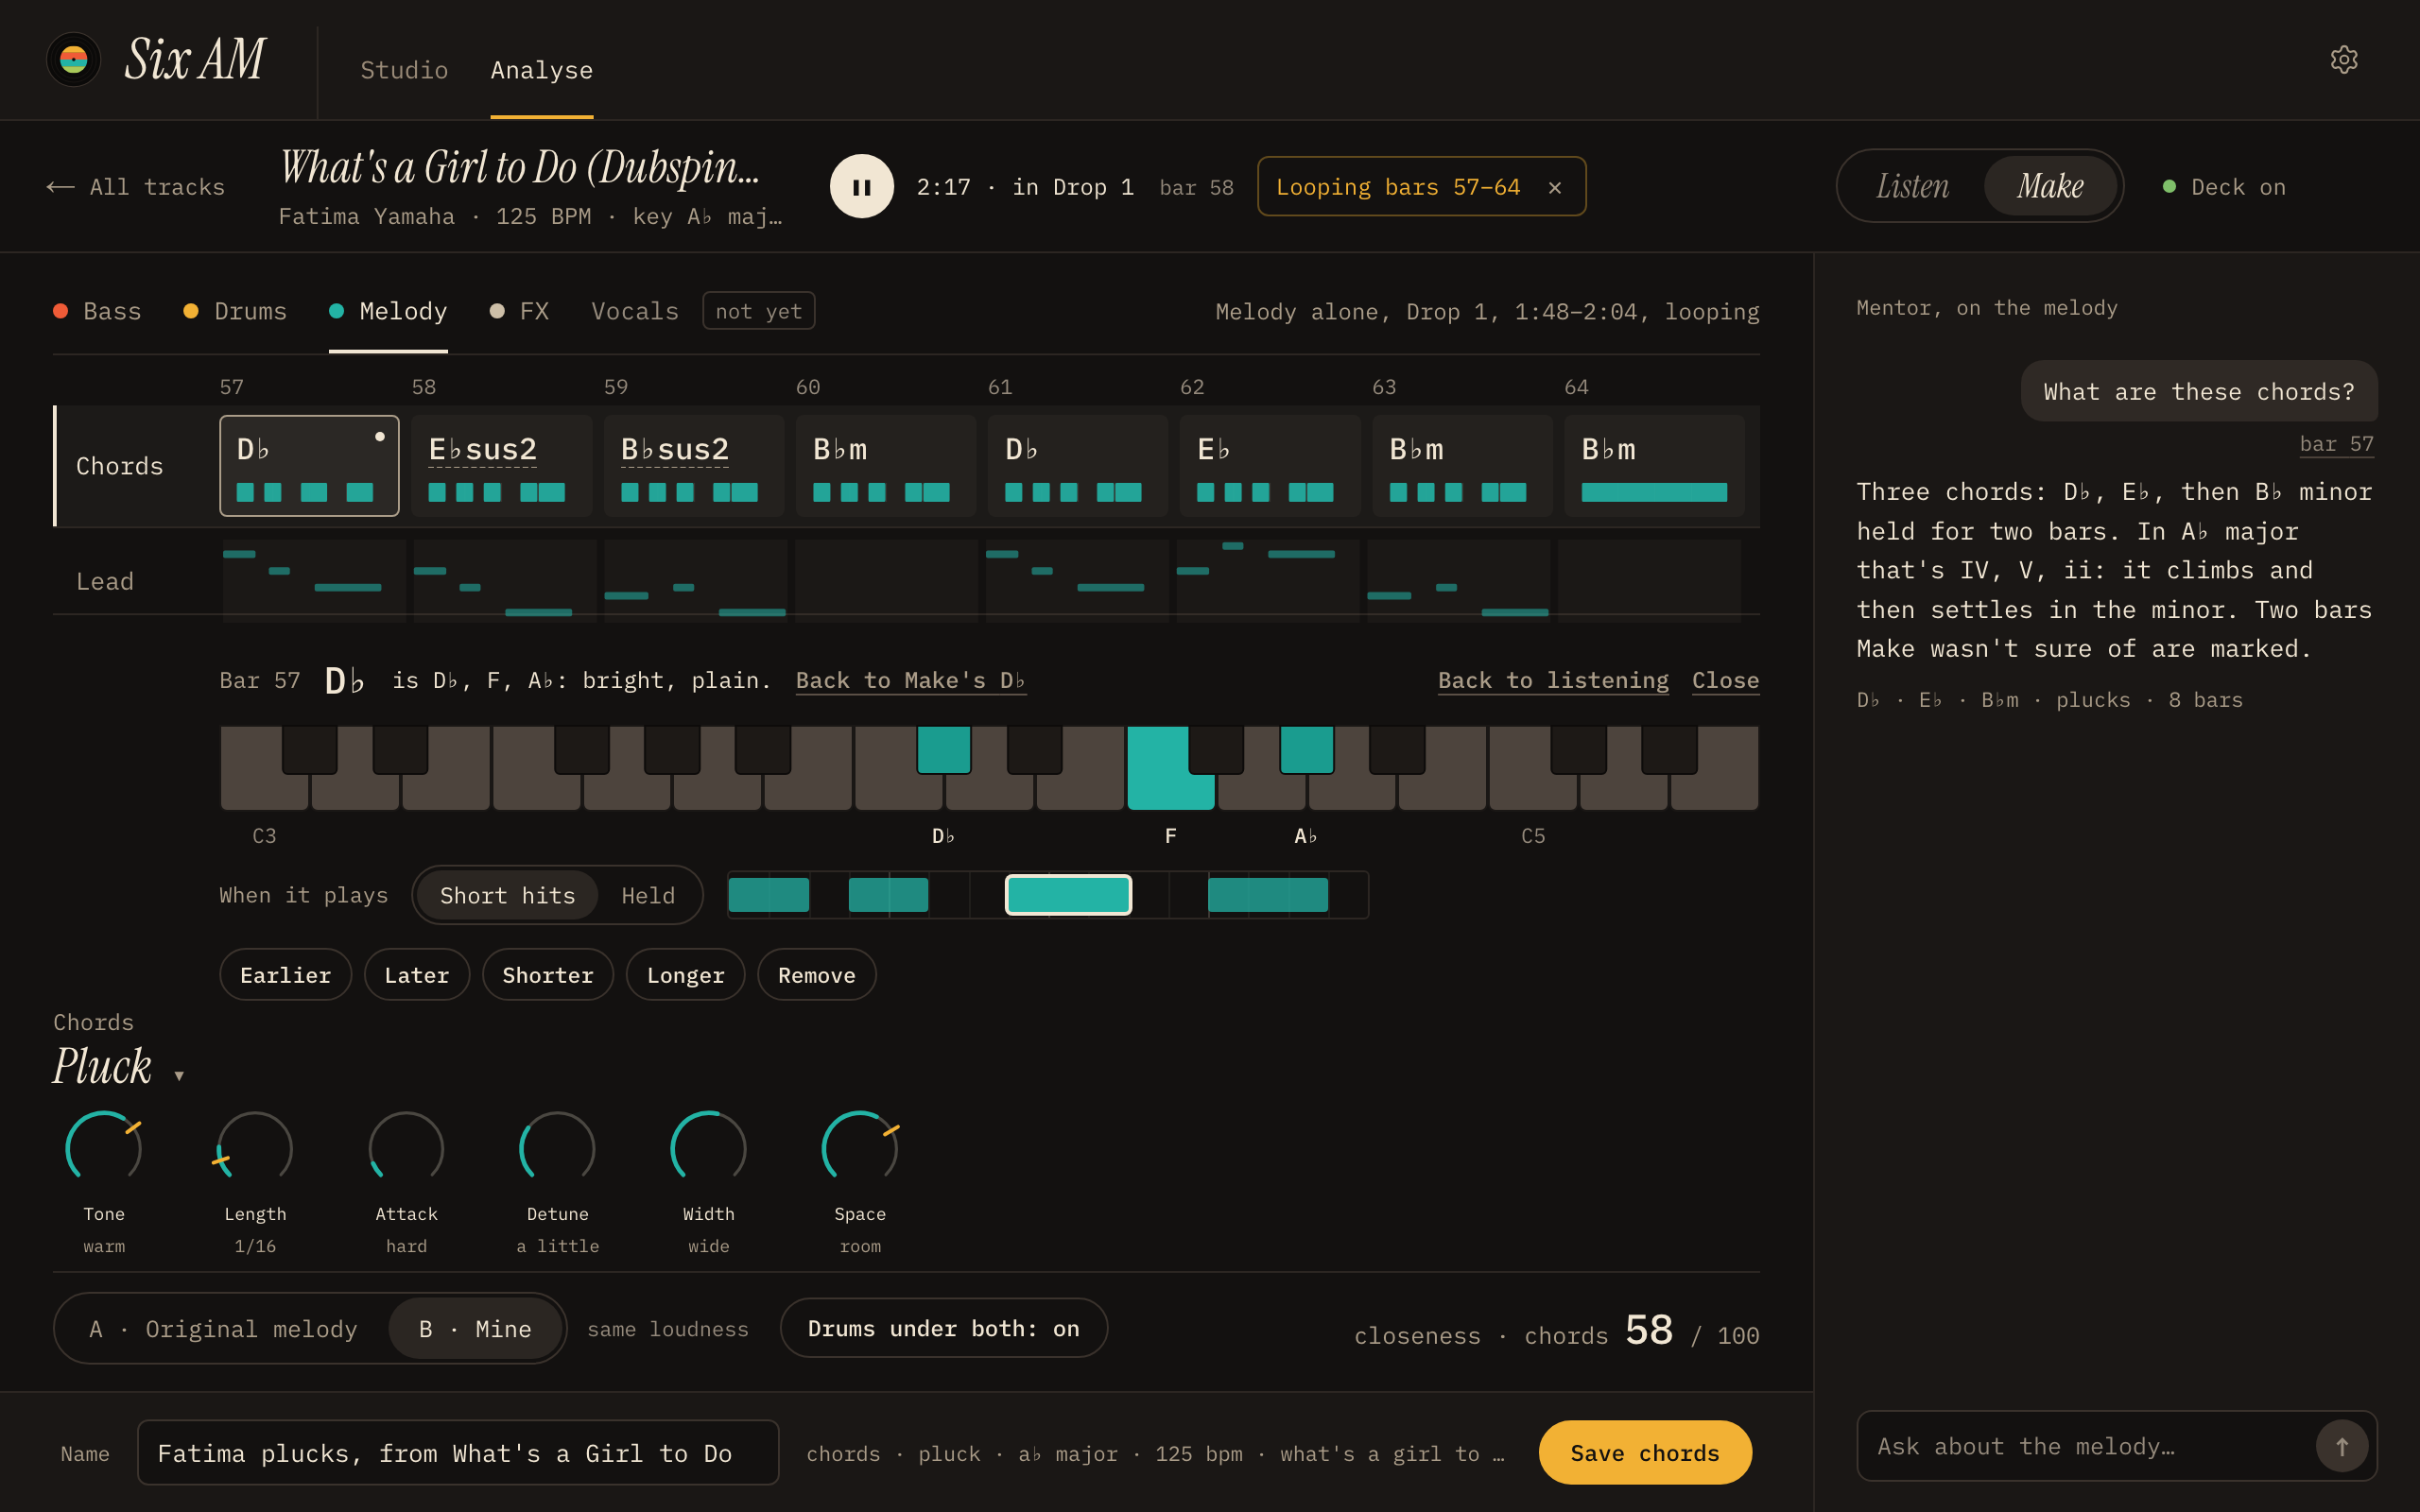 Six AM
Studio
Analyse
← All tracks
What's a Girl to Do (Dubspin…
Fatima Yamaha · 125 BPM · key A♭ maj…
2:17 · in Drop 1
bar 58
Looping bars 57–64 ×
Listen
Make
Deck on
Bass
Drums
Melody
FX
Vocals
not yet
Melody alone, Drop 1, 1:48–2:04, looping
57 58 59 60 61 62 63 64
Chords
D♭ E♭sus2 B♭sus2 B♭m D♭ E♭ B♭m B♭m
Lead
Bar 57 D♭ is D♭, F, A♭: bright, plain. Back to Make's D♭
Back to listening
Close
C3 D♭ F A♭ C5
When it plays
Short hits
Held
Earlier
Later
Shorter
Longer
Remove
Chords
Pluck ▾
Tone Length Attack Detune Width Space
warm 1/16 hard a little wide room
A · Original melody
B · Mine
same loudness
Drums under both: on
closeness · chords 58 / 100
Name
Fatima plucks, from What's a Girl to Do
chords · pluck · a♭ major · 125 bpm · what's a girl to …
Save chords
Mentor, on the melody
What are these chords?
bar 57
Three chords: D♭, E♭, then B♭ minor
held for two bars. In A♭ major
that's IV, V, ii: it climbs and
then settles in the minor. Two bars
Make wasn't sure of are marked.
D♭ · E♭ · B♭m · plucks · 8 bars
Ask about the melody…
↑